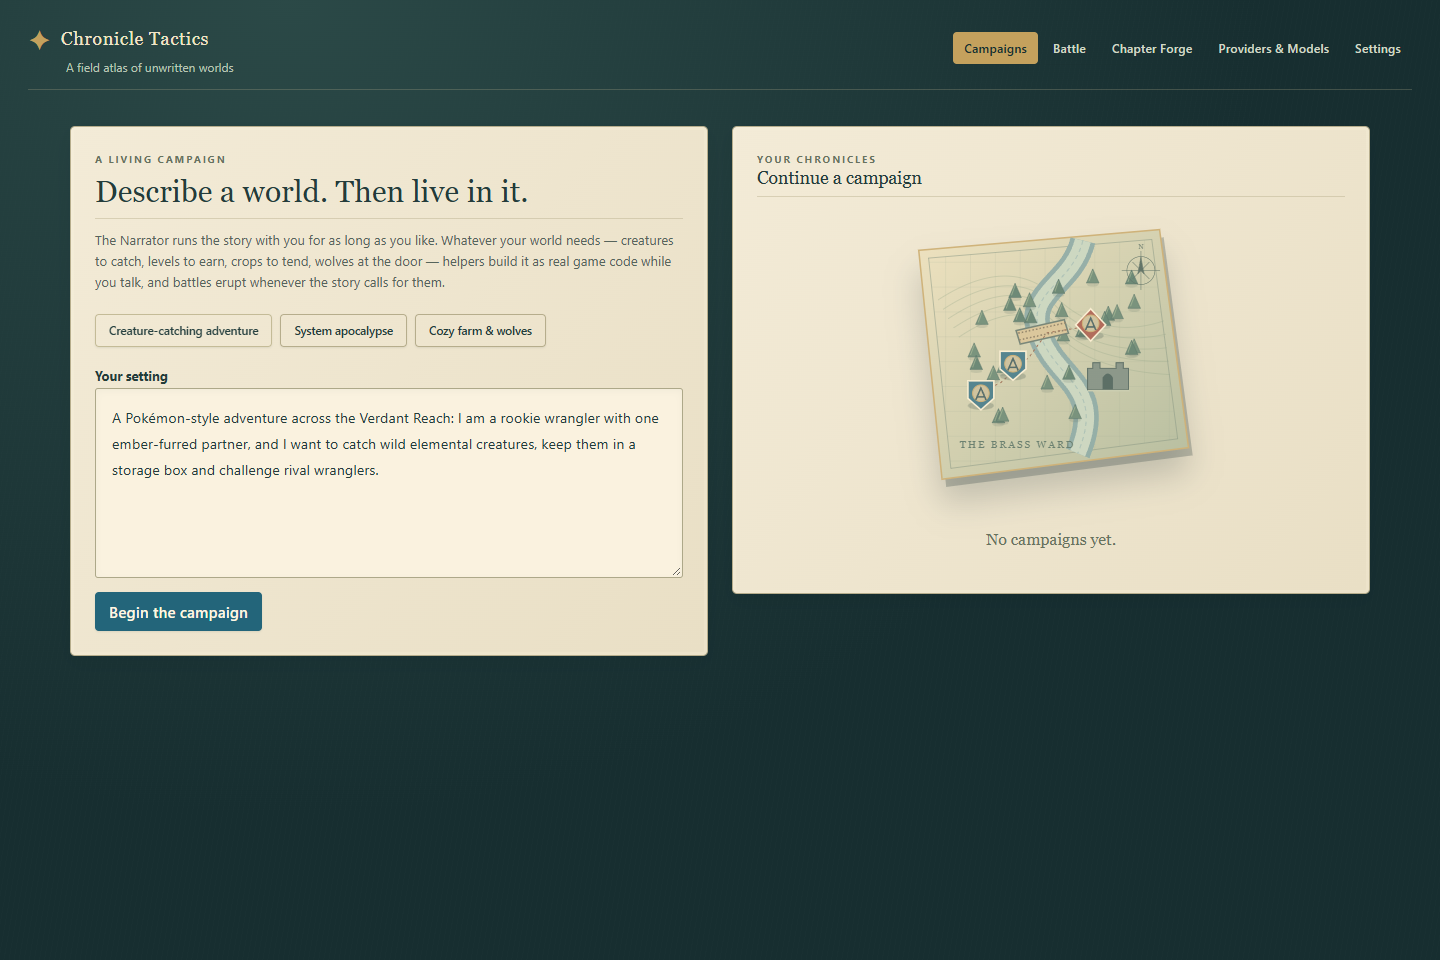 Chronicle Tactics
A field atlas of unwritten worlds
Campaigns
Battle
Chapter Forge
Providers & Models
Settings
A LIVING CAMPAIGN
Describe a world. Then live in it.
The Narrator runs the story with you for as long as you like. Whatever your world needs — creatures
to catch, levels to earn, crops to tend, wolves at the door — helpers build it as real game code while
you talk, and battles erupt whenever the story calls for them.
Creature-catching adventure
System apocalypse
Cozy farm & wolves
Your setting
A Pokémon-style adventure across the Verdant Reach: I am a rookie wrangler with one
ember-furred partner, and I want to catch wild elemental creatures, keep them in a
storage box and challenge rival wranglers.
Begin the campaign
YOUR CHRONICLES
Continue a campaign
N
A
A
A
THE BRASS WARD
No campaigns yet.